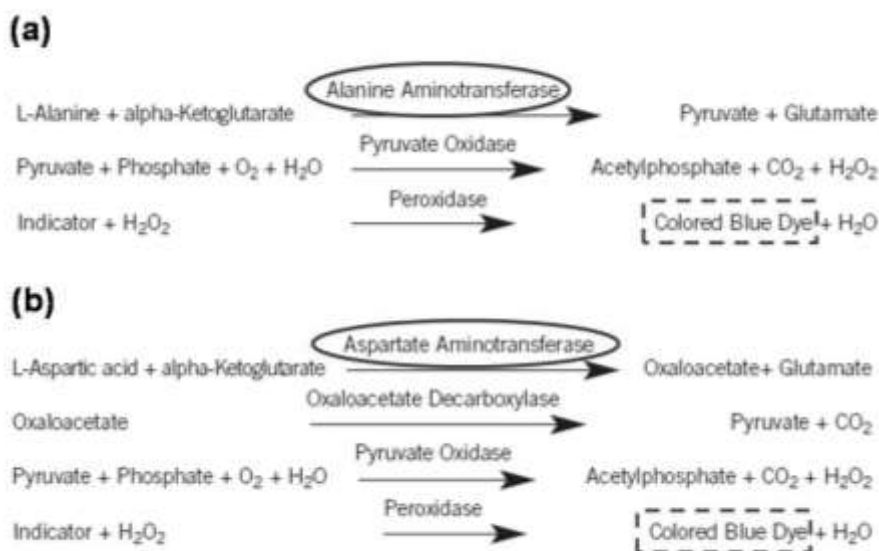 (a)
Alanine Aminotransferase
L-Alanine + alpha-Ketoglutarate Pyruvate + Glutamate
Pyruvate Oxidase
Pyruvate + Phosphate + O₂ + H₂O Acetylphosphate + CO₂ + H₂O₂
Peroxidase
Indicator + H₂O₂ Colored Blue Dye + H₂O
(b)
Aspartate Aminotransferase
L-Aspartic acid + alpha-Ketoglutarate Oxaloacetate+ Glutamate
Oxaloacetate Decarboxylase
Oxaloacetate Pyruvate + CO₂
Pyruvate Oxidase
Pyruvate + Phosphate + O₂ + H₂O Acetylphosphate + CO₂ + H₂O₂
Peroxidase
Indicator + H₂O₂ Colored Blue Dye + H₂O